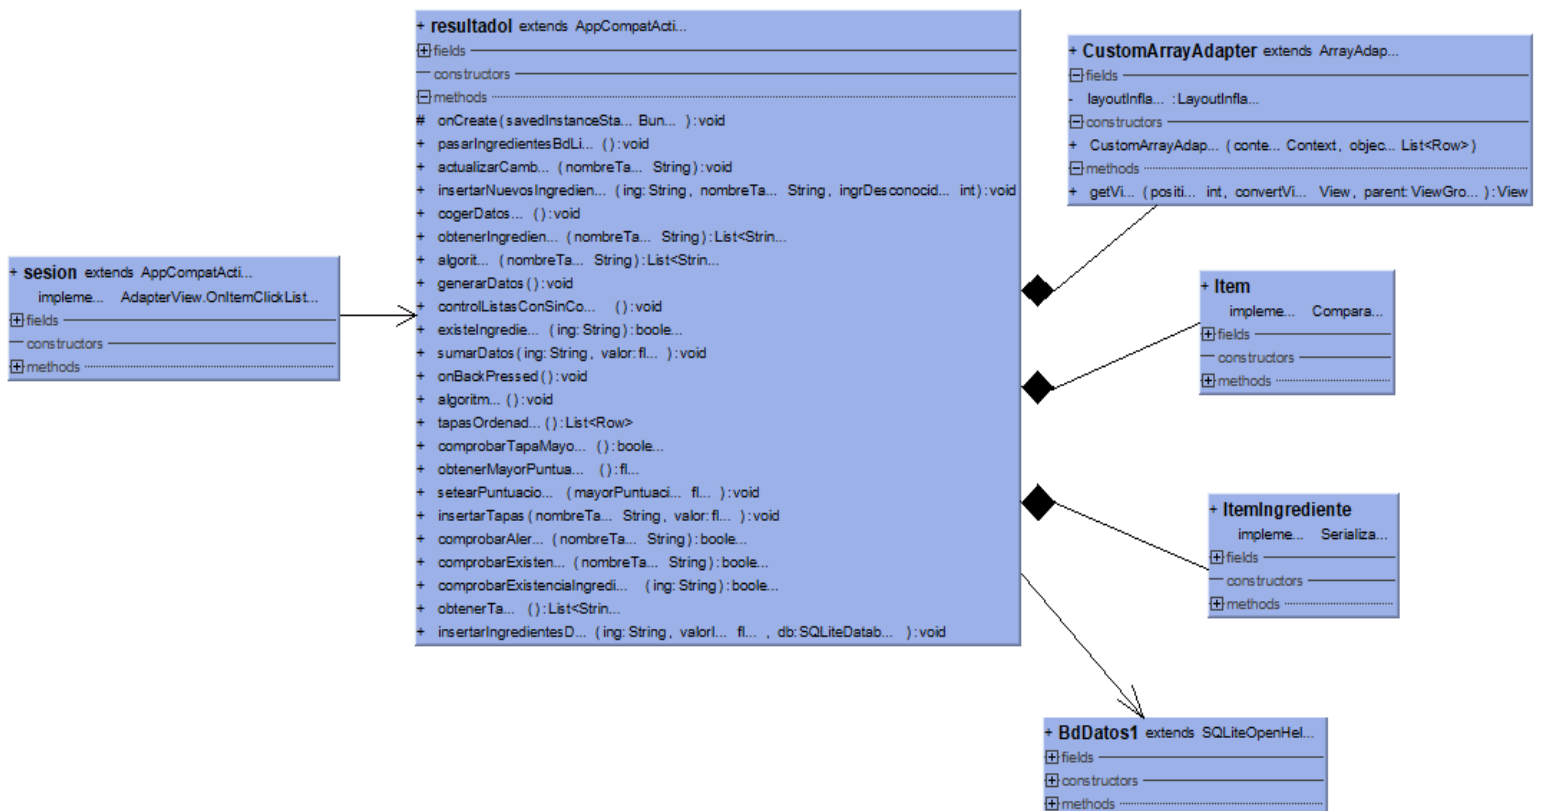 + resultadoI extends AppCompatActi...
fields
constructors
methods
# onCreate(savedInstanceSta... Bun... ):void
+ pasarIngredientesBdLi... ():void
+ actualizarCamb... (nombreTa... String):void
+ insertarNuevosIngredien... (ing:String, nombreTa... String, ingrDesconocid... int):void
+ cogerDatos... ():void
+ obtenerIngredien... (nombreTa... String):List<Strin...
+ algorit... (nombreTa... String):List<Strin...
+ generarDatos():void
+ controlListasConSinCo... ():void
+ existeIngredie... (ing:String):boole...
+ sumarDatos(ing:String, valor:fl... ):void
+ onBackPressed():void
+ algoritm... ():void
+ tapasOrdenad... ():List<Row>
+ comprobarTapaMayo... ():boole...
+ obtenerMayorPuntua... ():fl...
+ setearPuntuacio... (mayorPuntuaci... fl... ):void
+ insertarTapas(nombreTa... String, valor:fl... ):void
+ comprobarAler... (nombreTa... String):boole...
+ comprobarExisten... (nombreTa... String):boole...
+ comprobarExistenciaIngredi... (ing:String):boole...
+ obtenerTa... ():List<Strin...
+ insertarIngredientesD... (ing:String, valorI... fl... , db:SQLiteDatab... ):void
+ CustomArrayAdapter extends ArrayAdap...
fields
- layoutInfla... :LayoutInfla...
constructors
+ CustomArrayAdap... (conte... Context, objec... List<Row>)
methods
+ getVi... (positi... int, convertVi... View, parent:ViewGro... ):View
+ sesion extends AppCompatActi...
impleme... AdapterView.OnItemClickList...
fields
constructors
methods
+ Item
impleme... Compara...
fields
constructors
methods
+ ItemIngrediente
impleme... Serializa...
fields
constructors
methods
+ BdDatos1 extends SQLiteOpenHel...
fields
constructors
methods